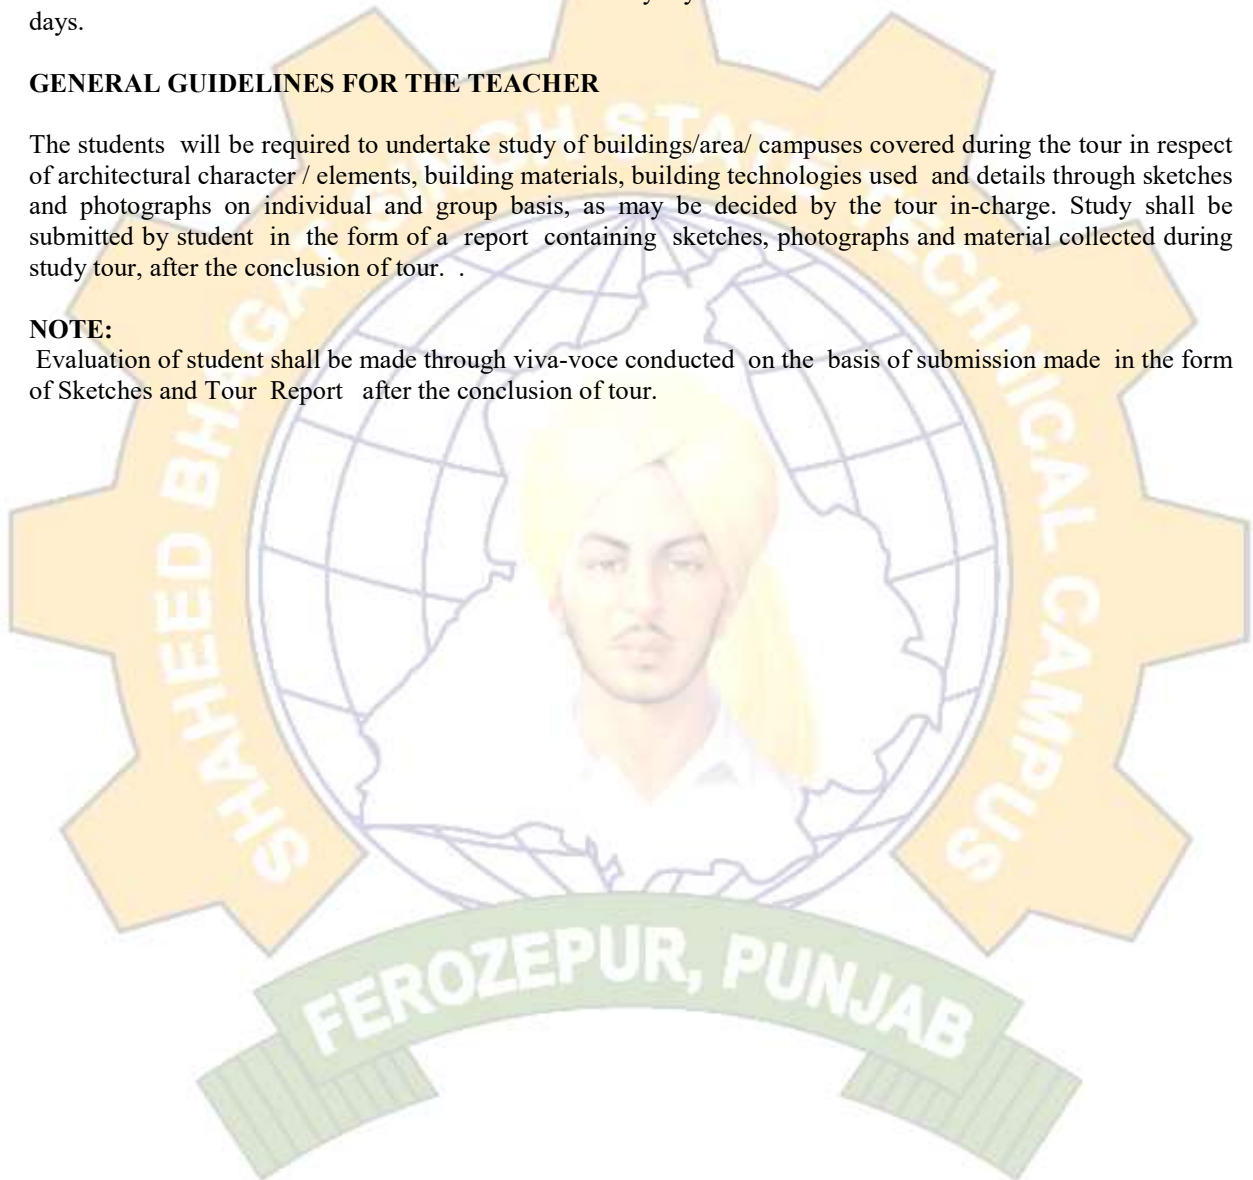 days.
GENERAL GUIDELINES FOR THE TEACHER
The students will be required to undertake study of buildings/area/ campuses covered during the tour in respect
of architectural character / elements, building materials, building technologies used and details through sketches
and photographs on individual and group basis, as may be decided by the tour in-charge. Study shall be
submitted by student in the form of a report containing sketches, photographs and material collected during
study tour, after the conclusion of tour. .
NOTE:
Evaluation of student shall be made through viva-voce conducted on the basis of submission made in the form
of Sketches and Tour Report after the conclusion of tour.
SHAHEED BHAGAT SINGH STATE TECHNICAL CAMPUS
FEROZEPUR, PUNJAB